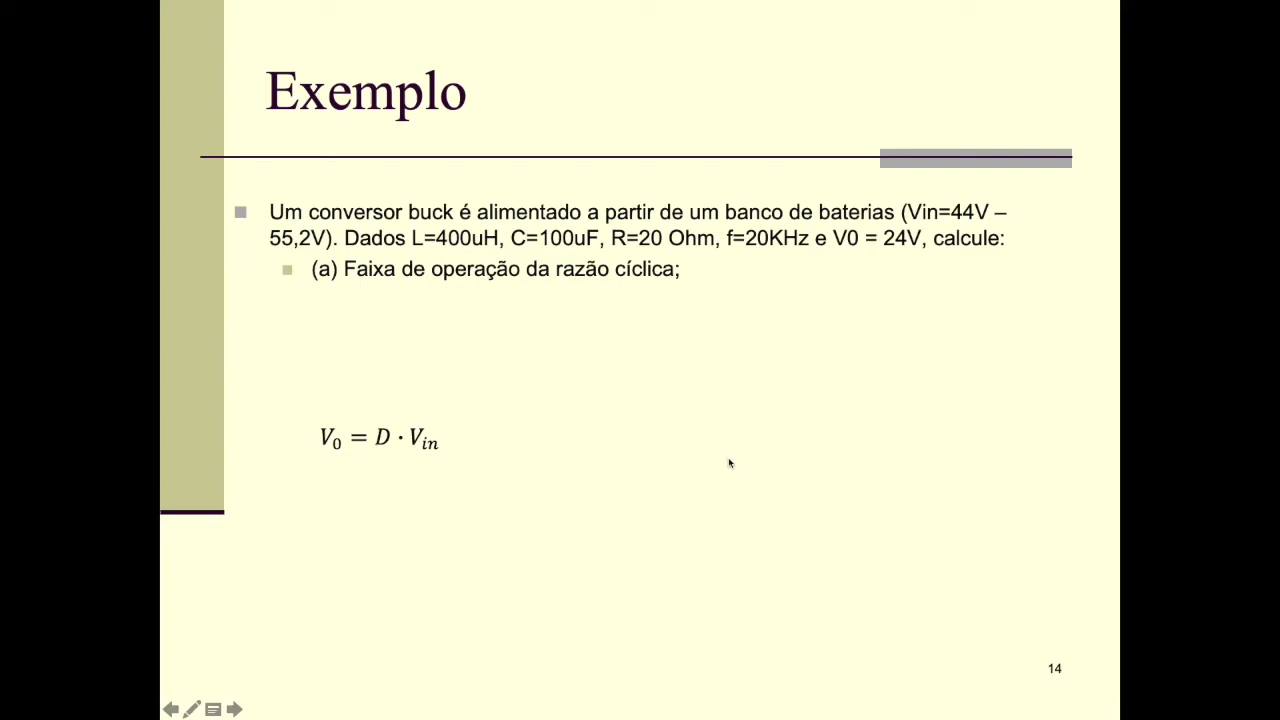 Exemplo
Um conversor buck é alimentado a partir de um banco de baterias (Vin=44V –
55,2V). Dados L=400uH, C=100uF, R=20 Ohm, f=20KHz e V0 = 24V, calcule:
(a) Faixa de operação da razão cíclica;
V₀ = D · Vᵢₙ
14